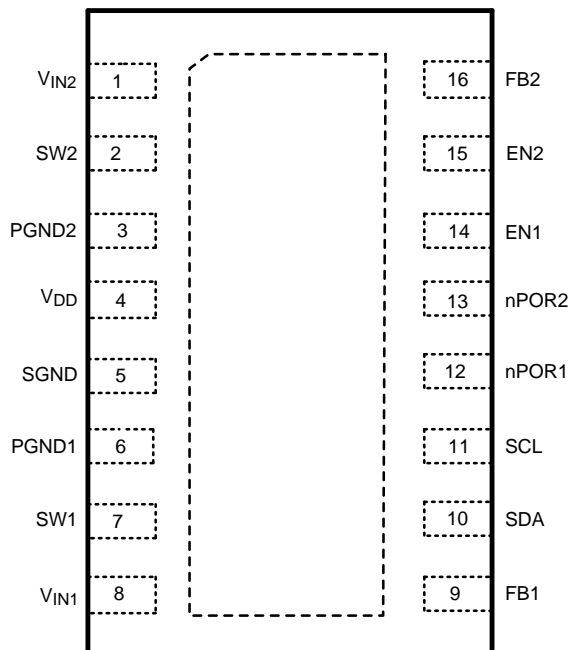 VIN2 1 16 FB2
SW2 2 15 EN2
PGND2 3 14 EN1
VDD 4 13 nPOR2
SGND 5 12 nPOR1
PGND1 6 11 SCL
SW1 7 10 SDA
VIN1 8 9 FB1